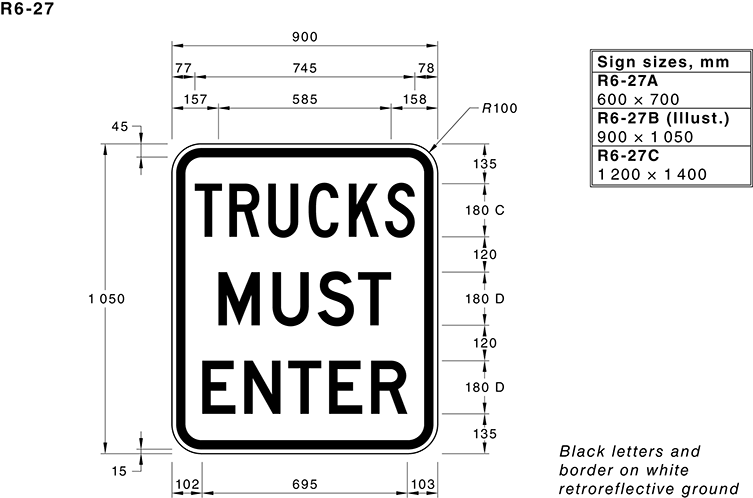 R6-27
900
77 745 78
157 585 158
R100
45
135
180 C
120
180 D
120
180 D
135
1 050
15
TRUCKS
MUST
ENTER
102 695 103
Sign sizes, mm
R6-27A
600 × 700
R6-27B (Illust.)
900 × 1 050
R6-27C
1 200 × 1 400
Black letters and
border on white
retroreflective ground